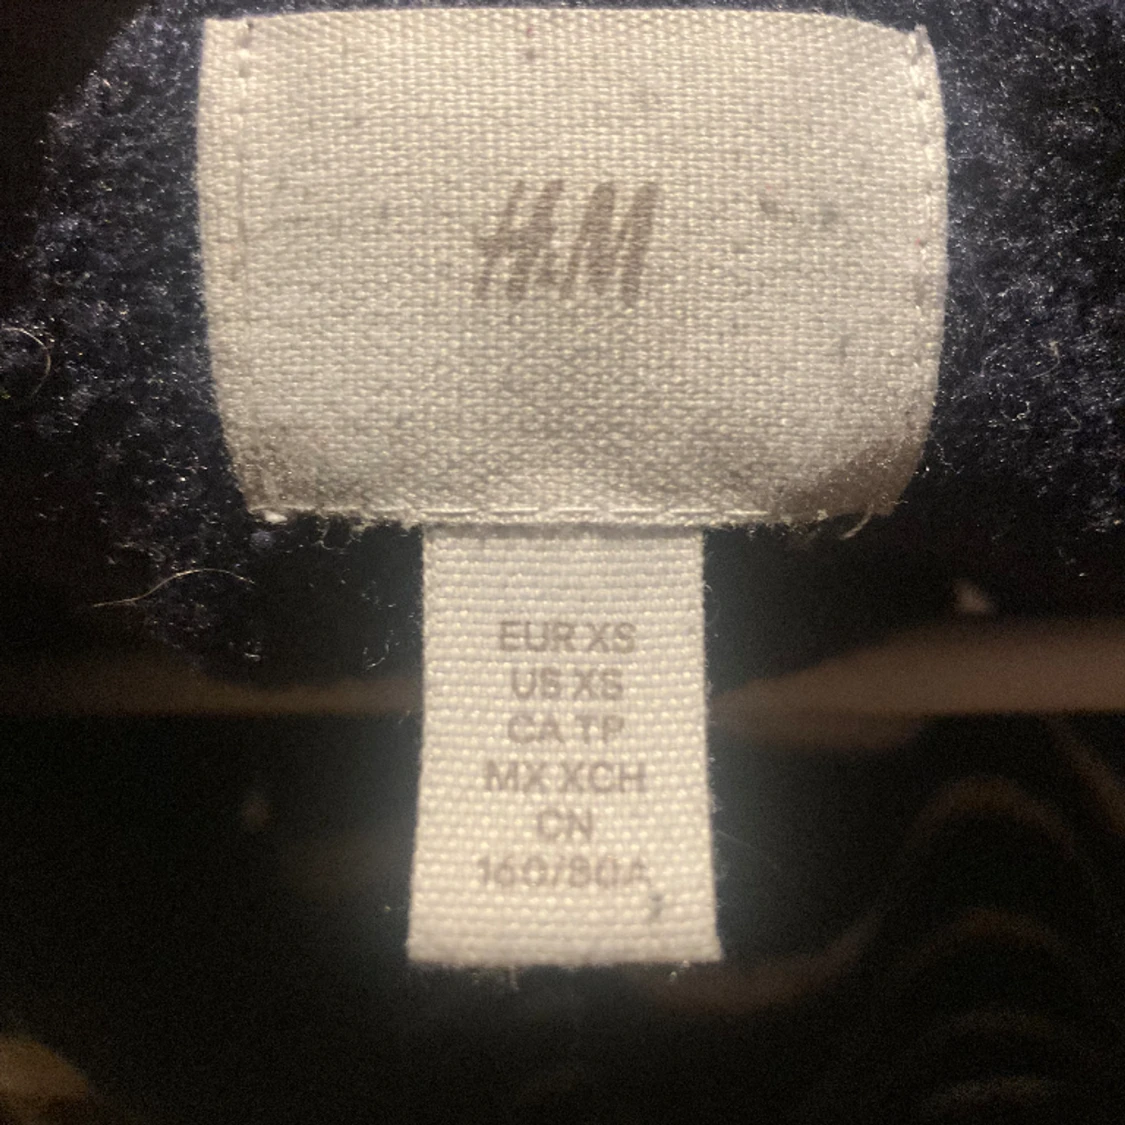 H&M
EUR XS
US XS
CA TP
MX XCH
CN
160/80A